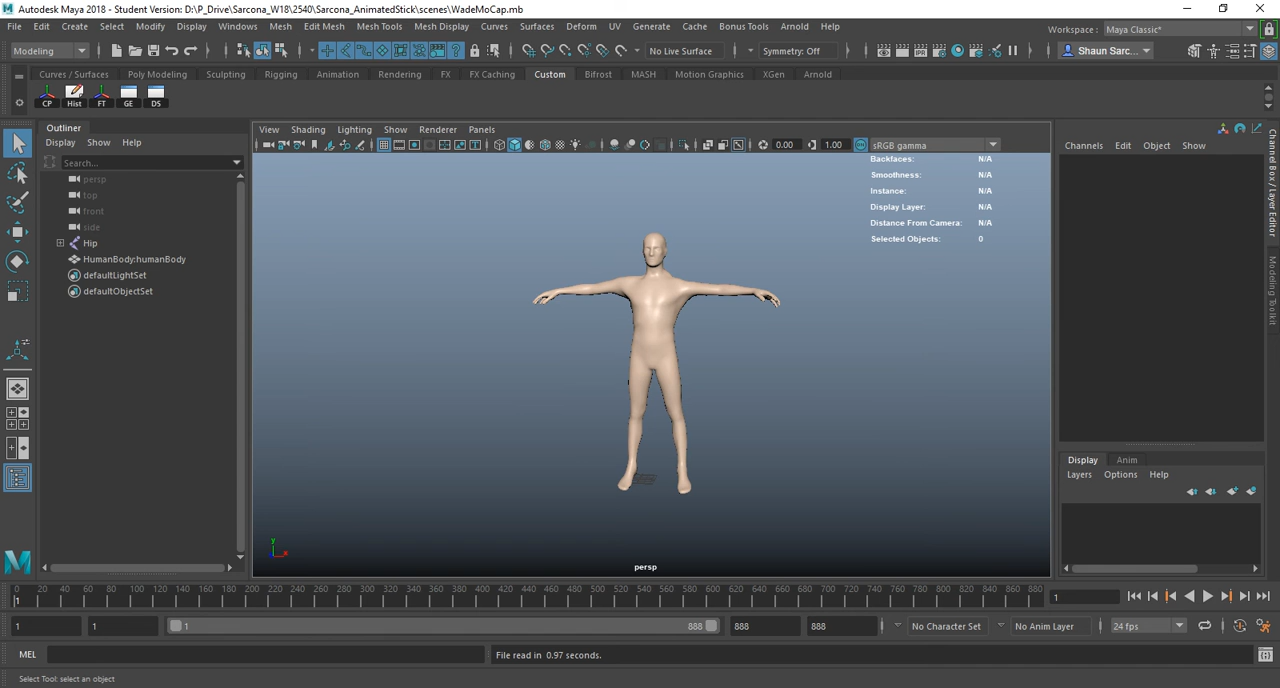 Autodesk Maya 2018 - Student Version: D:\P_Drive\Sarcona_W18\2540\Sarcona_AnimatedStick\scenes\WadeMoCap.mb
File Edit Create Select Modify Display Windows Mesh Edit Mesh Mesh Tools Mesh Display Curves Surfaces Deform UV Generate Cache Bifrost Fluids Arnold Help
Workspace : Maya Classic*
Modeling
No Live Surface
Symmetry: Off
Shaun Sarc...
Curves / Surfaces Poly Modeling Sculpting Rigging Animation Rendering FX FX Caching Custom Bifrost MASH Motion Graphics XGen Arnold
CP Hist FT GE DS
Outliner
Display Show Help
Search...
persp
top
front
side
Hip
HumanBody:humanBody
defaultLightSet
defaultObjectSet
View Shading Lighting Show Renderer Panels
0.00 1.00 sRGB gamma
Backfaces: N/A
Smoothness: N/A
Instance: N/A
Display Layer: N/A
Distance From Camera: N/A
Selected Objects: 0
y
x
persp
Channels Edit Object Show
Channel Box / Layer Editor
Modeling Toolkit
Display Anim
Layers Options Help
0 20 40 60 80 100 120 140 160 180 200 220 240 260 280 300 320 340 360 380 400 420 440 460 480 500 520 540 560 580 600 620 640 660 680 700 720 740 760 780 800 820 840 860 880
1
1
1 1 1 888 888 888 No Character Set No Anim Layer 24 fps
MEL File read in 0.97 seconds.
Select Tool: select an object